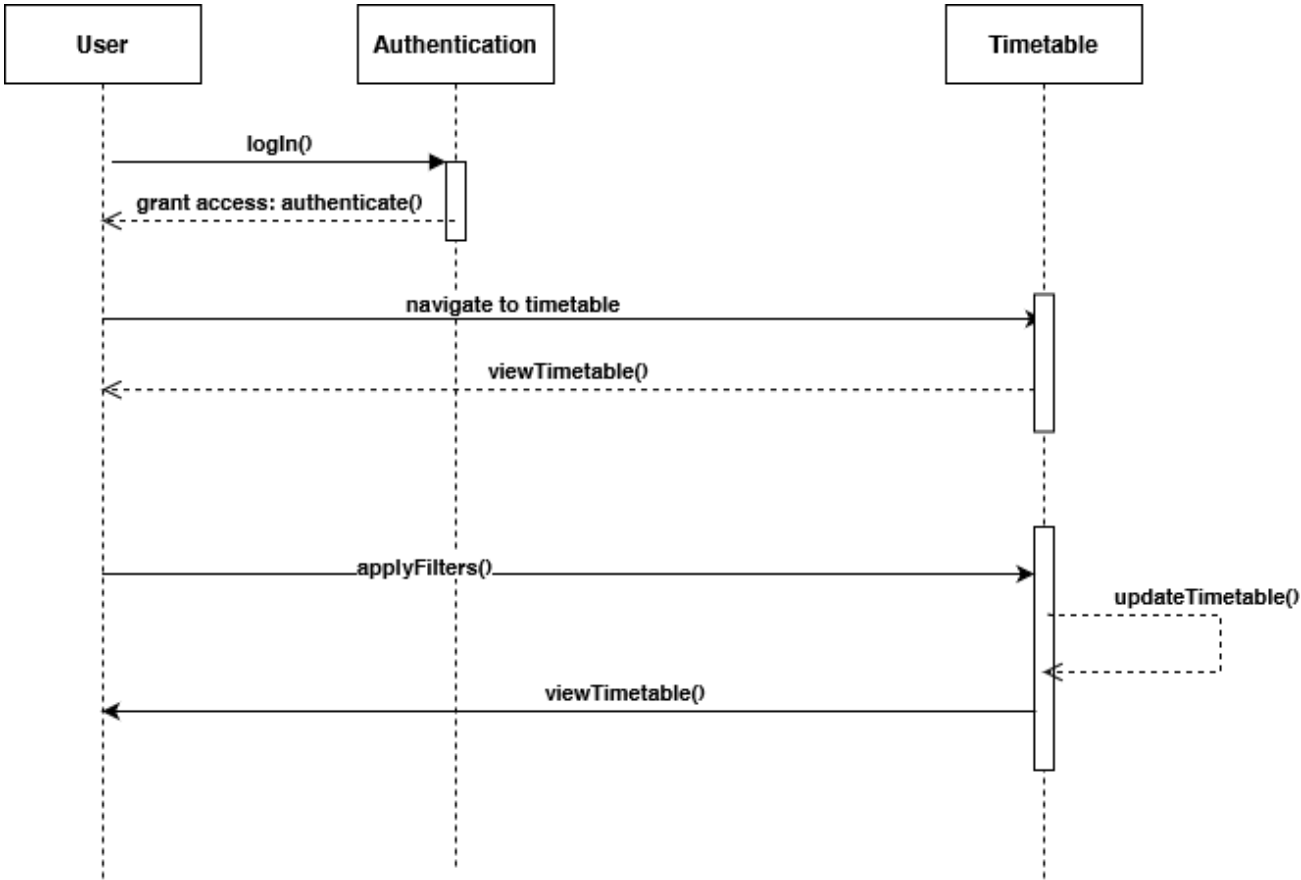 User
Authentication
Timetable
logIn()
grant access: authenticate()
navigate to timetable
viewTimetable()
applyFilters()
updateTimetable()
viewTimetable()